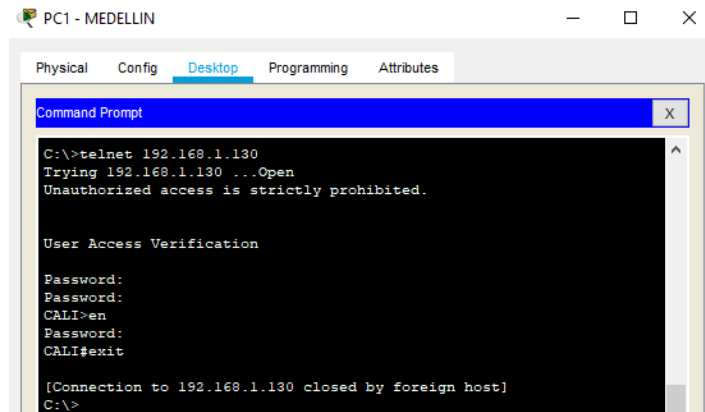 PC1 - MEDELLIN
Physical Config Desktop Programming Attributes
Command Prompt
X
C:\>telnet 192.168.1.130
Trying 192.168.1.130 ...Open
Unauthorized access is strictly prohibited.
User Access Verification
Password:
Password:
CALI>en
Password:
CALI#exit
[Connection to 192.168.1.130 closed by foreign host]
C:\>